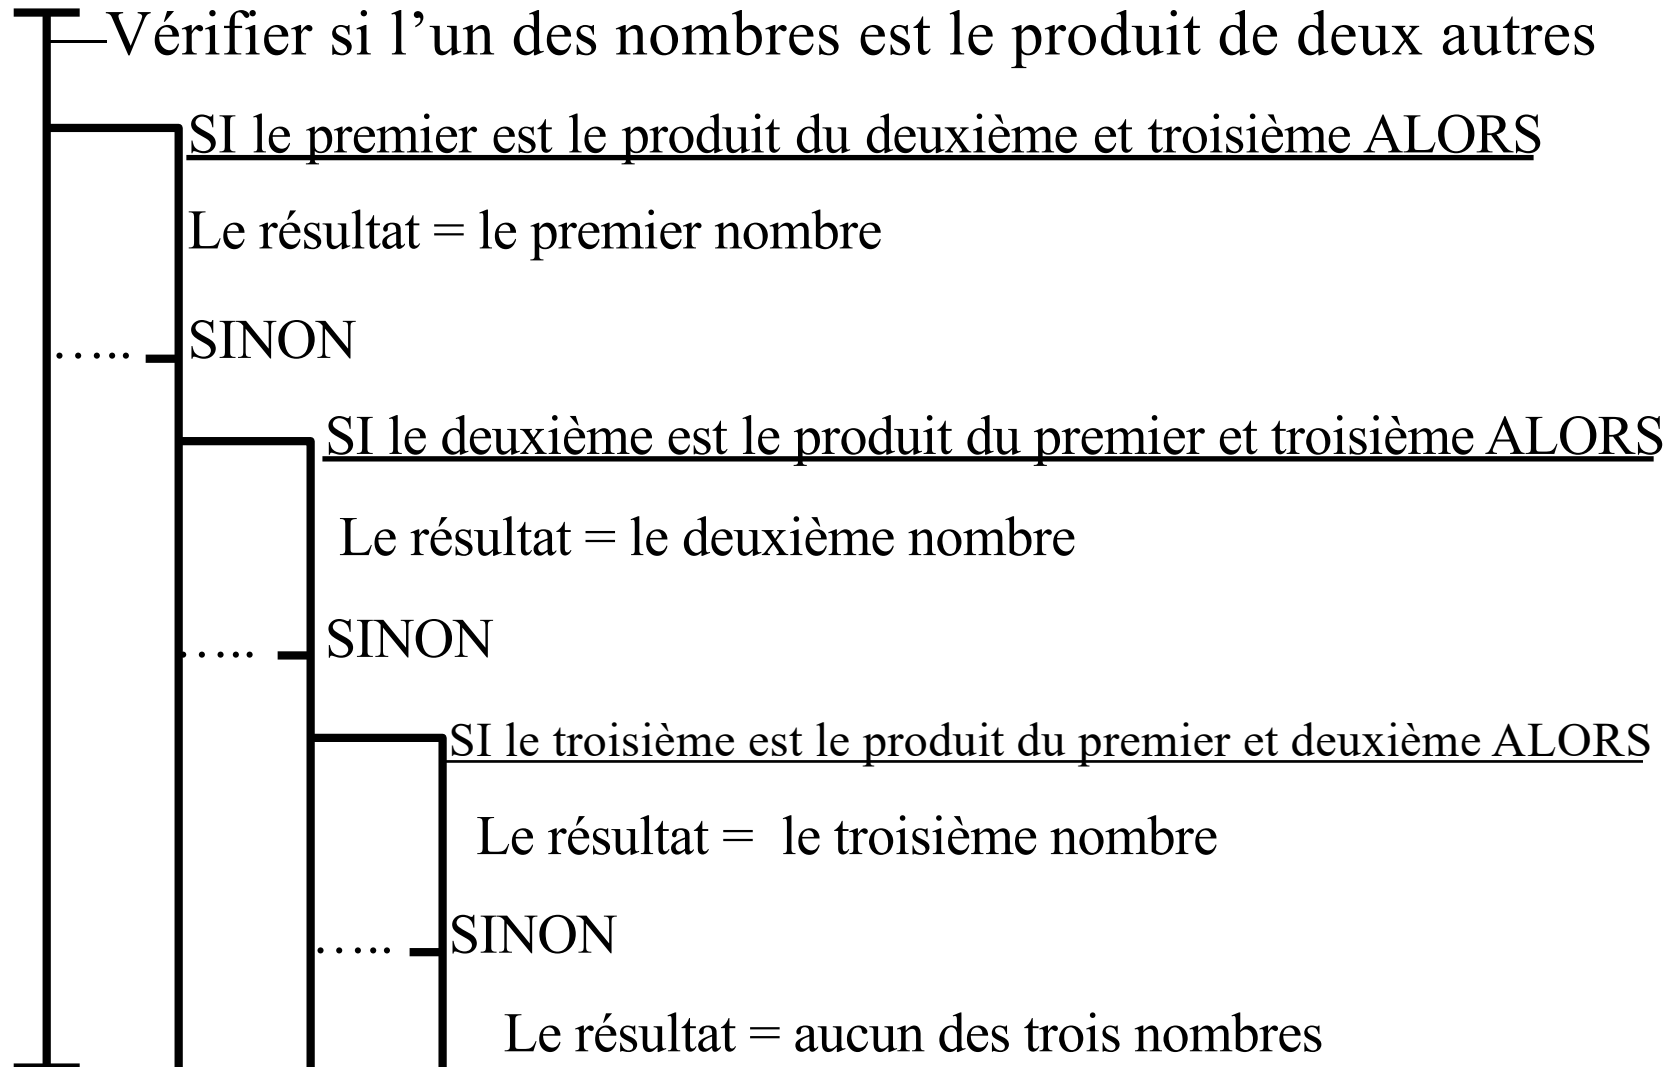 Vérifier si l’un des nombres est le produit de deux autres
SI le premier est le produit du deuxième et troisième ALORS
Le résultat = le premier nombre
….. SINON
SI le deuxième est le produit du premier et troisième ALORS
Le résultat = le deuxième nombre
….. SINON
SI le troisième est le produit du premier et deuxième ALORS
Le résultat =  le troisième nombre
….. SINON
Le résultat = aucun des trois nombres